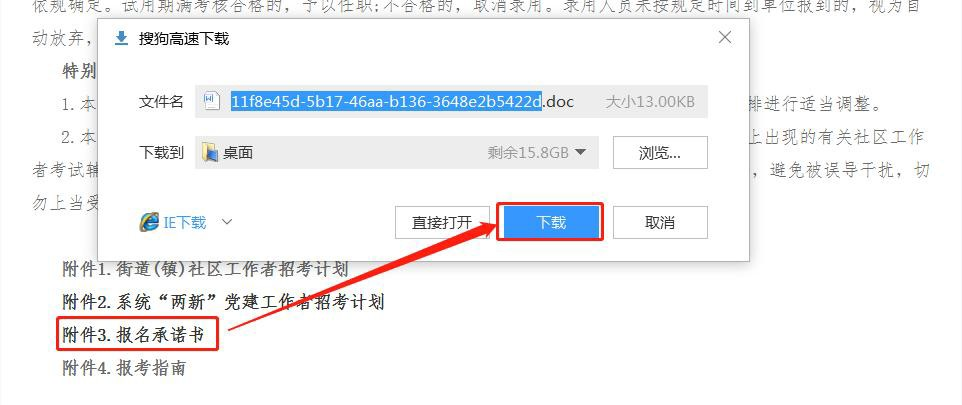 依规确定。试用期满考核合格的，予以任职;不合格的，取消录用。录用人员未按规定时间到单位报到的，视为自
动放弃，
搜狗高速下载
特别
文件名 11f8e45d-5b17-46aa-b136-3648e2b5422d.doc 大小13.00KB
1.本 排进行适当调整。
2.本 上出现的有关社区工作
下载到 桌面 剩余15.8GB 浏览...
者考试辅 ，避免被误导干扰，切
勿上当受
IE下载 直接打开 下载 取消
附件1.街道(镇)社区工作者招考计划
附件2.系统“两新”党建工作者招考计划
附件3.报名承诺书
附件4.报考指南